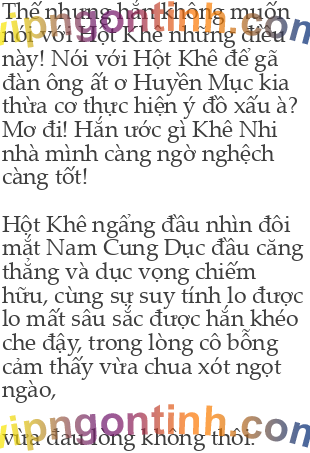 Thế nhưng hắn không muốn
nói với Hột Khê những điều
này! Nói với Hột Khê để gã
đàn ông ất ơ Huyền Mục kia
thừa cơ thực hiện ý đồ xấu à?
Mơ đi! Hắn ước gì Khê Nhi
nhà mình càng ngờ nghệch
càng tốt!
Hột Khê ngẩng đầu nhìn đôi
mắt Nam Cung Dục đầu căng
thẳng và dục vọng chiếm
hữu, cùng sự suy tính lo được
lo mất sâu sắc được hắn khéo
che đậy, trong lòng cô bỗng
cảm thấy vừa chua xót ngọt
ngào,
vừa đau lòng không thôi.
vipngontinh.com
vipngontinh.com